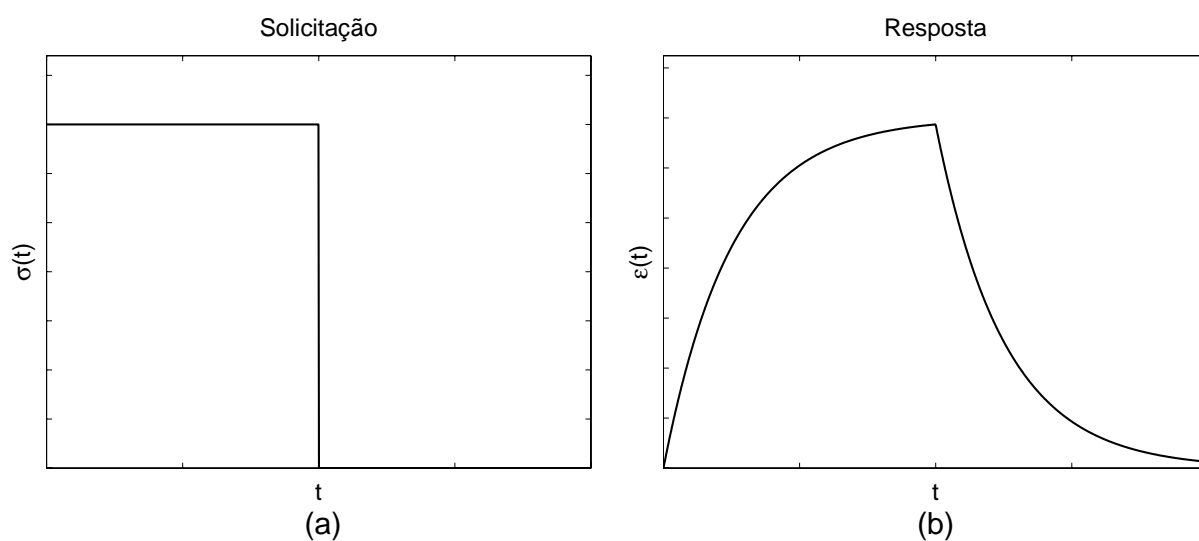 Solicitação
σ(t)
t
(a)
Resposta
ε(t)
t
(b)